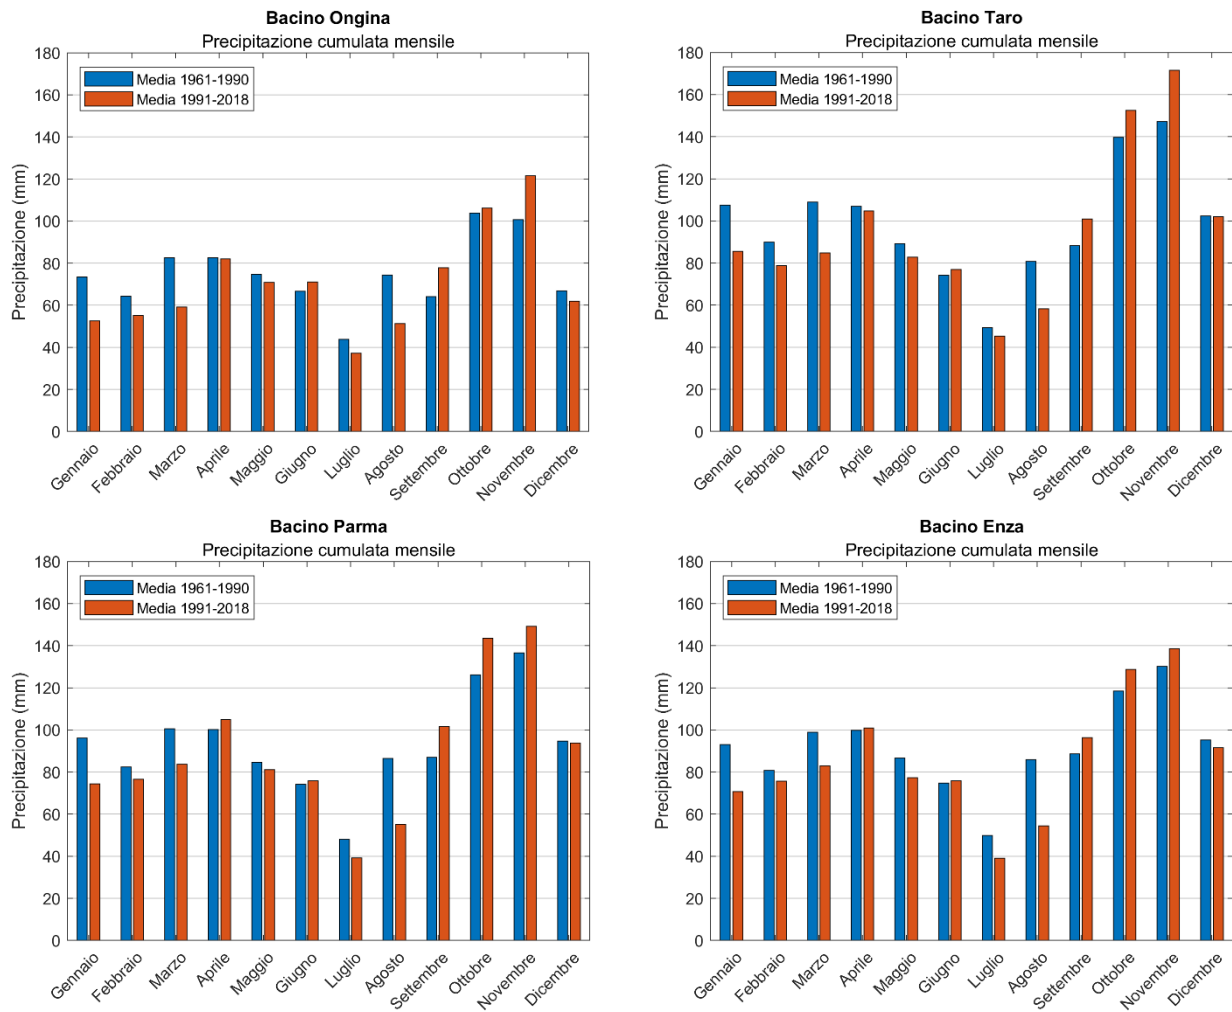 Bacino Ongina
Precipitazione cumulata mensile
Media 1961-1990
Media 1991-2018
Precipitazione (mm)
180
160
140
120
100
80
60
40
20
0
Gennaio
Febbraio
Marzo
Aprile
Maggio
Giugno
Luglio
Agosto
Settembre
Ottobre
Novembre
Dicembre
Bacino Taro
Precipitazione cumulata mensile
Media 1961-1990
Media 1991-2018
Precipitazione (mm)
180
160
140
120
100
80
60
40
20
0
Gennaio
Febbraio
Marzo
Aprile
Maggio
Giugno
Luglio
Agosto
Settembre
Ottobre
Novembre
Dicembre
Bacino Parma
Precipitazione cumulata mensile
Media 1961-1990
Media 1991-2018
Precipitazione (mm)
180
160
140
120
100
80
60
40
20
0
Gennaio
Febbraio
Marzo
Aprile
Maggio
Giugno
Luglio
Agosto
Settembre
Ottobre
Novembre
Dicembre
Bacino Enza
Precipitazione cumulata mensile
Media 1961-1990
Media 1991-2018
Precipitazione (mm)
180
160
140
120
100
80
60
40
20
0
Gennaio
Febbraio
Marzo
Aprile
Maggio
Giugno
Luglio
Agosto
Settembre
Ottobre
Novembre
Dicembre